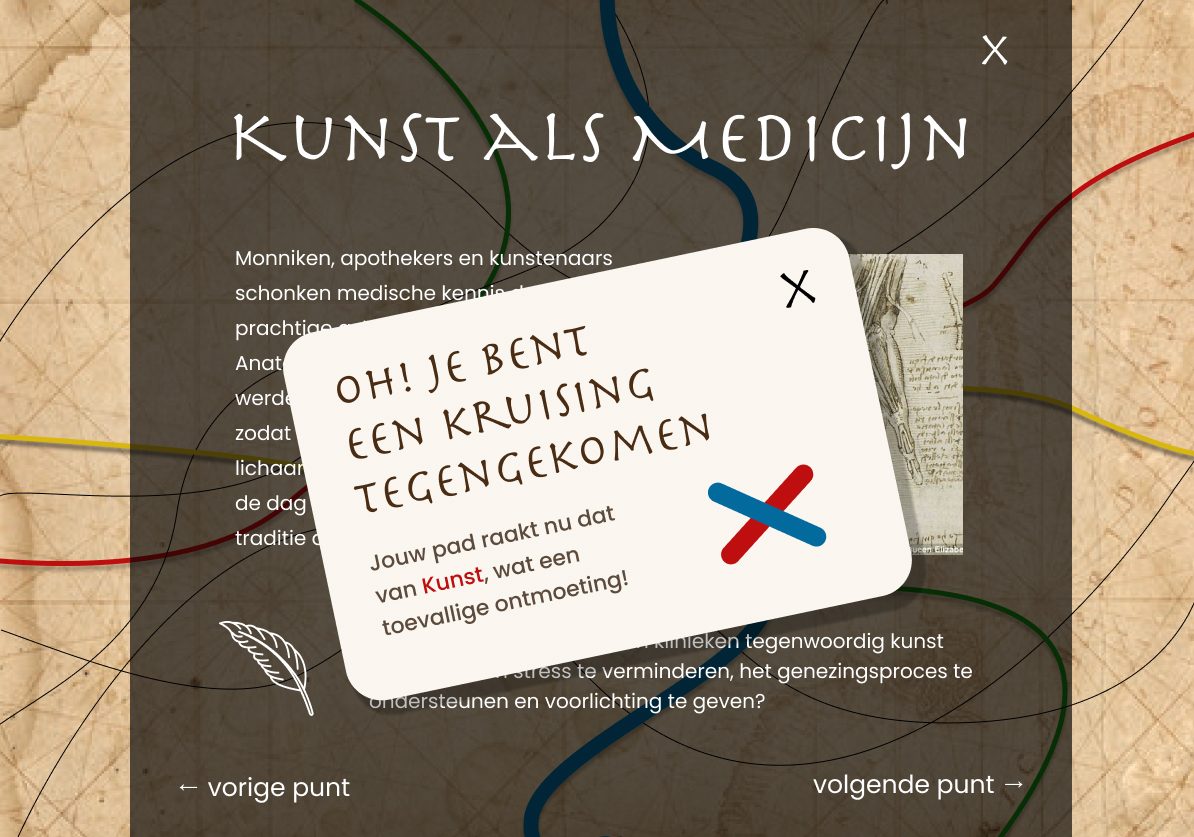 X
KUNST ALS MEDICIJN
Monniken, apothekers en kunstenaars
schonken medische kennis
prachtige
werde
zodat
lichaam
de dag
traditie
X
OH! JE BENT
EEN KRUISING
TEGENGEKOMEN
Jouw pad raakt nu dat
van Kunst, wat een
toevallige ontmoeting!
klinieken tegenwoordig kunst
stress te verminderen, het genezingsproces te
ondersteunen en voorlichting te geven?
← vorige punt
volgende punt →